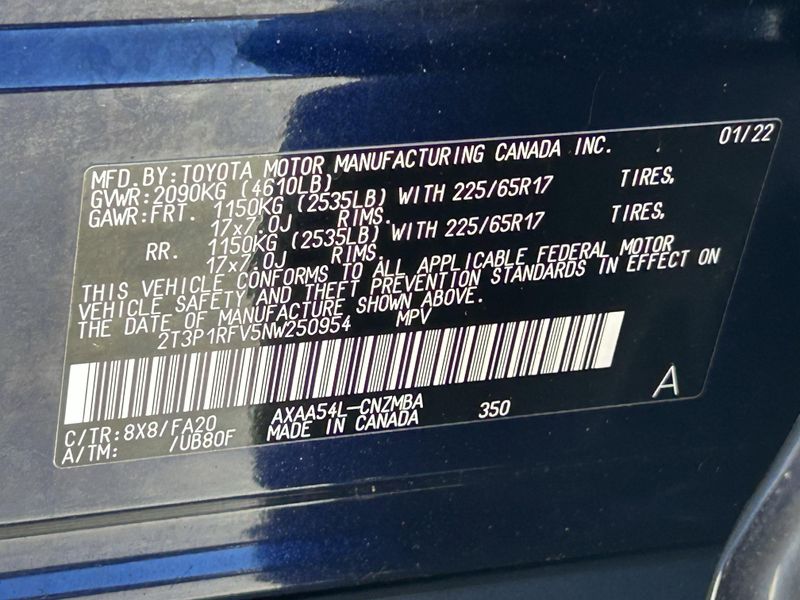 MFD. BY: TOYOTA MOTOR MANUFACTURING CANADA INC. 01/22
GVWR: 2090KG (4610LB)
GAWR: FRT. 1150KG (2535LB) WITH 225/65R17 TIRES,
17x7.0J RIMS.
RR. 1150KG (2535LB) WITH 225/65R17 TIRES,
17x7.0J RIMS.
THIS VEHICLE CONFORMS TO ALL APPLICABLE FEDERAL MOTOR
VEHICLE SAFETY AND THEFT PREVENTION STANDARDS IN EFFECT ON
THE DATE OF MANUFACTURE SHOWN ABOVE.
2T3P1RFV5NW250954 MPV
C/TR: 8X8/FA20 AXAA54L-CNZMBA 350 A
A/TM: /UB80F MADE IN CANADA